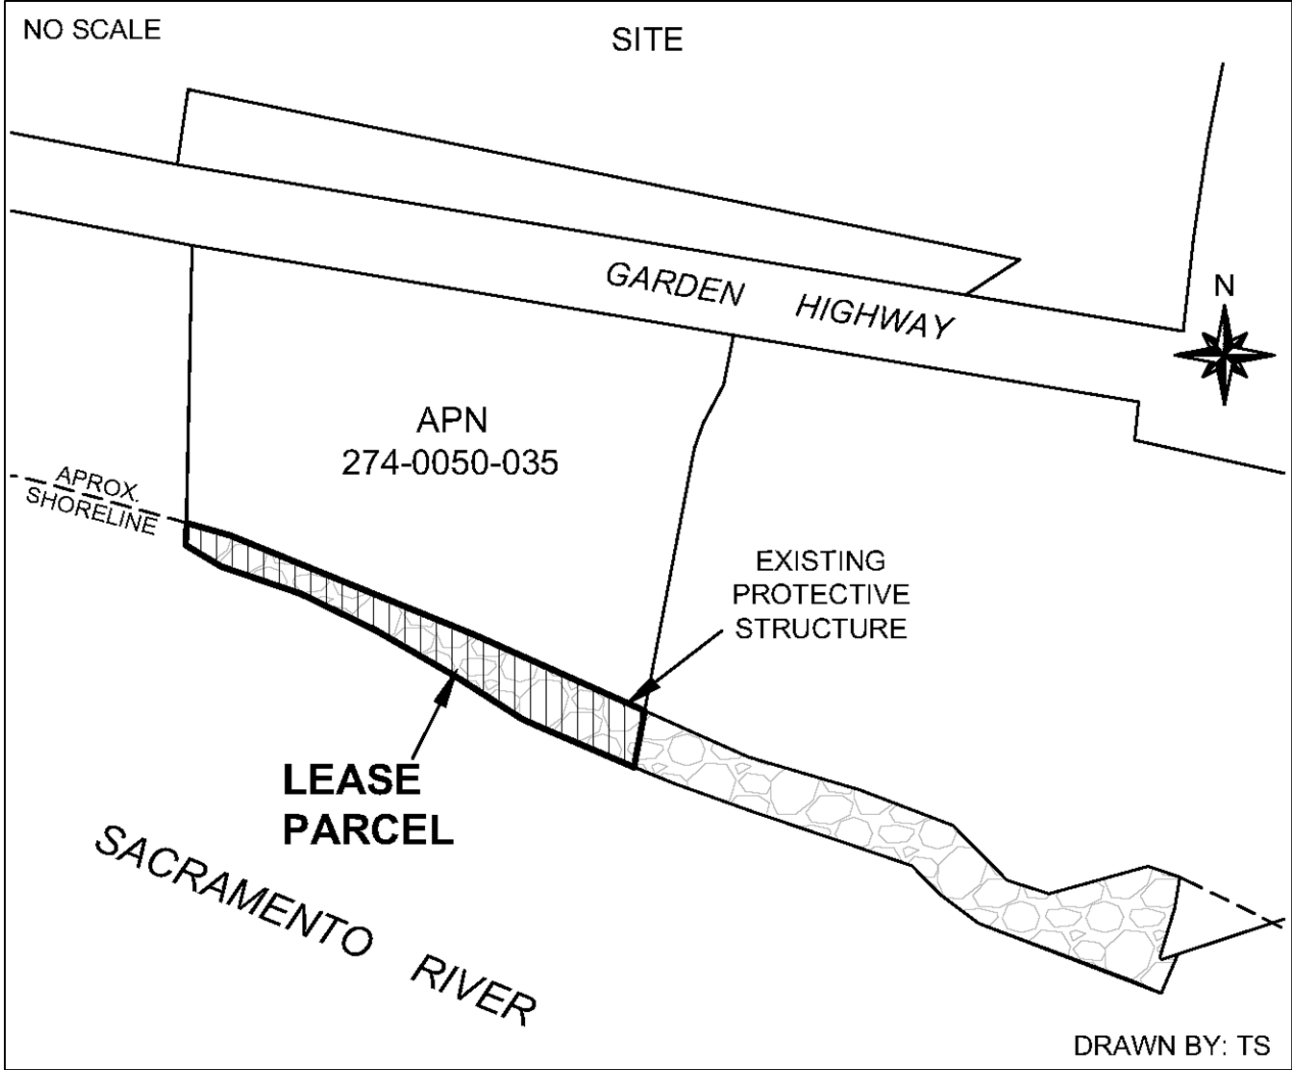 NO SCALE
SITE
GARDEN HIGHWAY
N
APN
274-0050-035
APROX.
SHORELINE
EXISTING
PROTECTIVE
STRUCTURE
LEASE
PARCEL
SACRAMENTO RIVER
DRAWN BY: TS